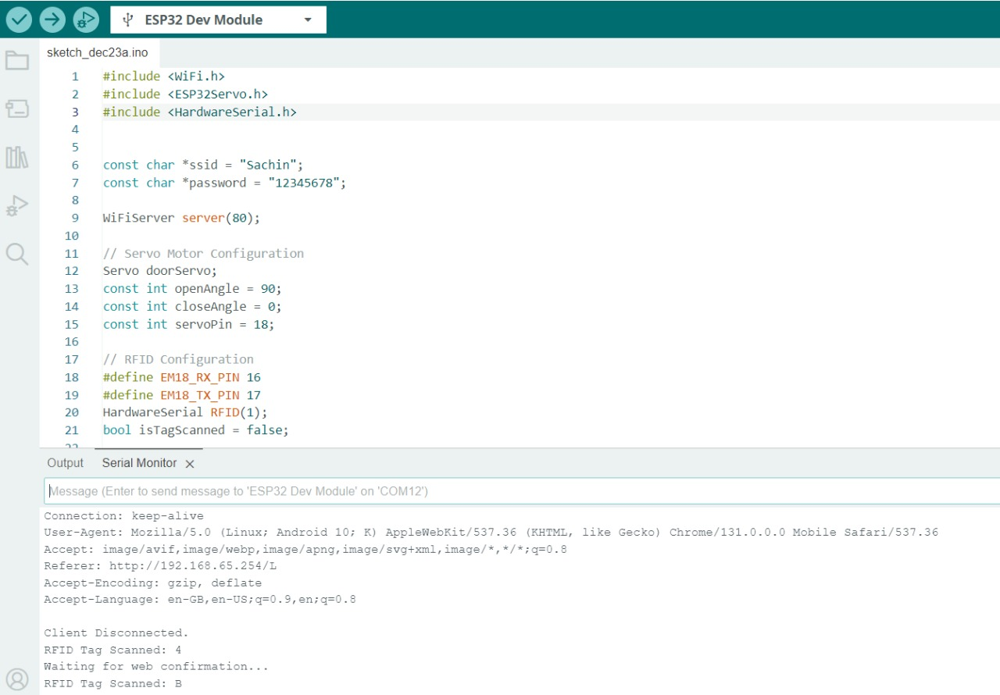 ESP32 Dev Module
sketch_dec23a.ino
1 #include <WiFi.h>
2 #include <ESP32Servo.h>
3 #include <HardwareSerial.h>
4
5
6 const char *ssid = "Sachin";
7 const char *password = "12345678";
8
9 WiFiServer server(80);
10
11 // Servo Motor Configuration
12 Servo doorServo;
13 const int openAngle = 90;
14 const int closeAngle = 0;
15 const int servoPin = 18;
16
17 // RFID Configuration
18 #define EM18_RX_PIN 16
19 #define EM18_TX_PIN 17
20 HardwareSerial RFID(1);
21 bool isTagScanned = false;
22
Output Serial Monitor
Message (Enter to send message to 'ESP32 Dev Module' on 'COM12')
Connection: keep-alive
User-Agent: Mozilla/5.0 (Linux; Android 10; K) AppleWebKit/537.36 (KHTML, like Gecko) Chrome/131.0.0.0 Mobile Safari/537.36
Accept: image/avif,image/webp,image/apng,image/svg+xml,image/*,*/*;q=0.8
Referer: http://192.168.65.254/L
Accept-Encoding: gzip, deflate
Accept-Language: en-GB,en-US;q=0.9,en;q=0.8
Client Disconnected.
RFID Tag Scanned: 4
Waiting for web confirmation...
RFID Tag Scanned: B